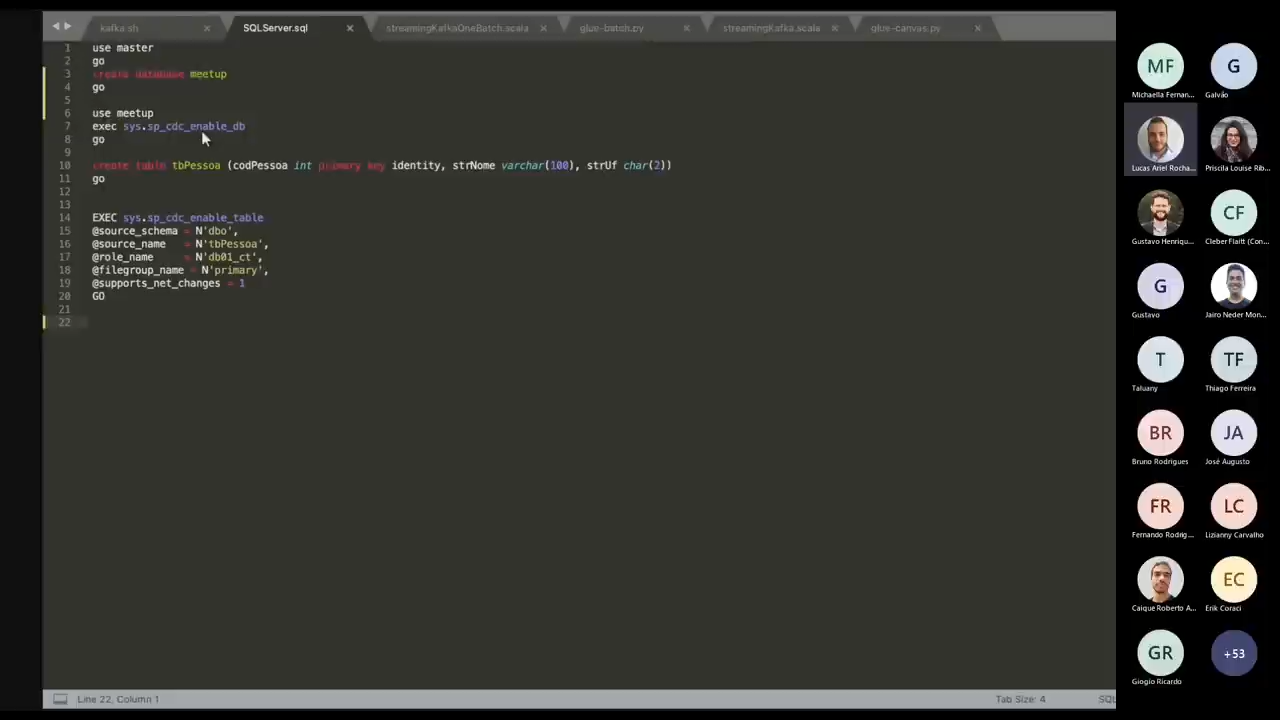 kafka.sh
SQLServer.sql
streamingKafkaOneBatch.scala
glue-batch.py
streamingKafka.scala
glue-canvas.py
1 use master
2 go
3 create database meetup
4 go
5
6 use meetup
7 exec sys.sp_cdc_enable_db
8 go
9
10 create table tbPessoa (codPessoa int primary key identity, strNome varchar(100), strUf char(2))
11 go
12
13
14 EXEC sys.sp_cdc_enable_table
15 @source_schema = N'dbo',
16 @source_name = N'tbPessoa',
17 @role_name = N'db01_ct',
18 @filegroup_name = N'primary',
19 @supports_net_changes = 1
20 GO
21
22
Line 22, Column 1
Tab Size: 4
SQL
MF
Michaella Fernan...
G
Galvão
Lucas Ariel Rocha...
Priscila Louise Rib...
Gustavo Henriqu...
CF
Cleber Flaitt (Con...
G
Gustavo
Jairo Neder Mon...
T
Taluany
TF
Thiago Ferreira
BR
Bruno Rodrigues
JA
José Augusto
FR
Fernando Rodrig...
LC
Lizianny Carvalho
Caique Roberto A...
EC
Erik Coraci
GR
Giogio Ricardo
+53